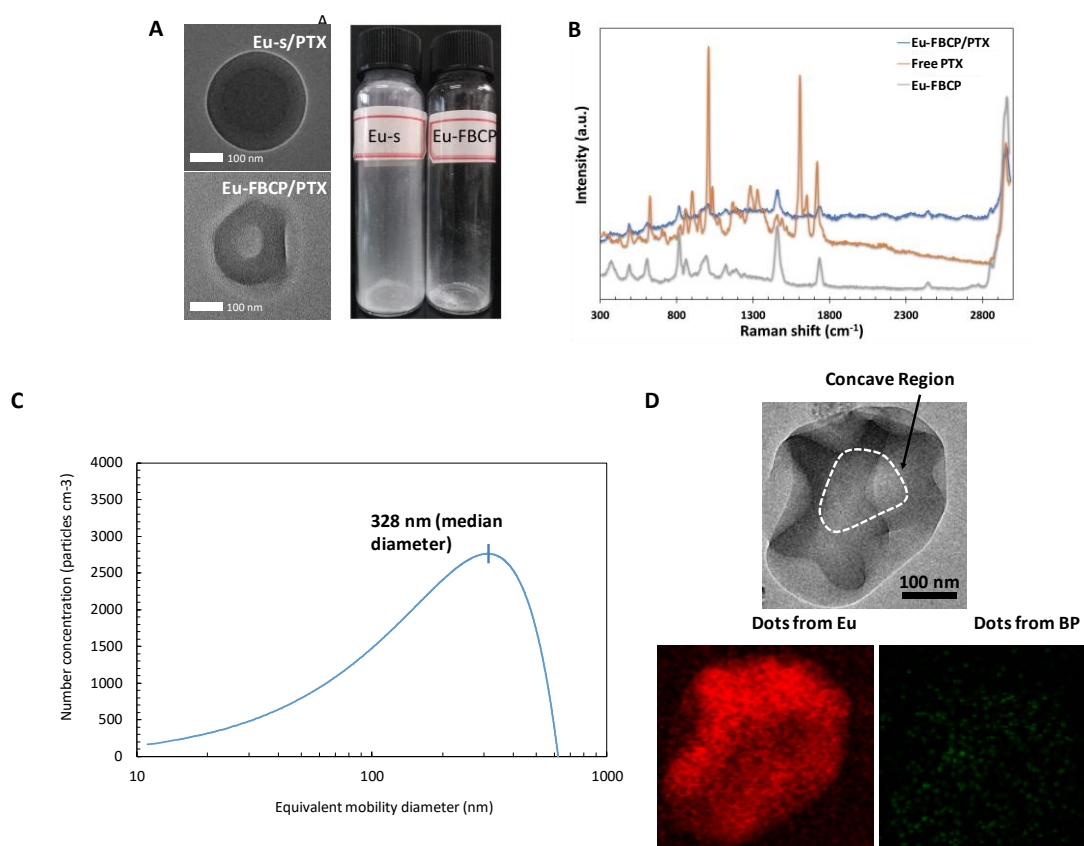 A
A
Eu-s/PTX
100 nm
Eu-FBCP/PTX
100 nm
Eu-s
Eu-FBCP
B
Eu-FBCP/PTX
Free PTX
Eu-FBCP
Intensity (a.u.)
300
800
1300
1800
2300
2800
Raman shift (cm⁻¹)
C
4000
3500
3000
2500
2000
1500
1000
500
0
Number concentration (particles cm-3)
328 nm (median
diameter)
10
100
1000
Equivalent mobility diameter (nm)
D
Concave Region
100 nm
Dots from Eu
Dots from BP